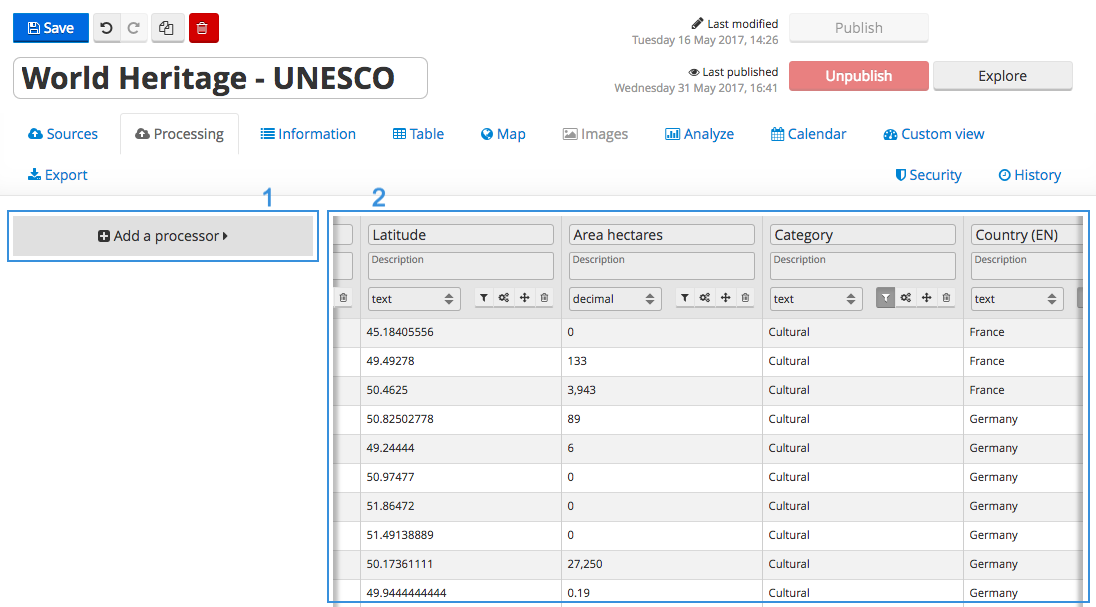 Save
Last modified
Tuesday 16 May 2017, 14:26
Publish
World Heritage - UNESCO
Last published
Wednesday 31 May 2017, 16:41
Unpublish Explore
Sources Processing Information Table Map Images Analyze Calendar Custom view
Export Security History
1 2
Add a processor
Latitude Area hectares Category Country (EN)
Description Description Description Description
text decimal text text
45.18405556 0 Cultural France
49.49278 133 Cultural France
50.4625 3,943 Cultural France
50.82502778 89 Cultural Germany
49.24444 6 Cultural Germany
50.97477 0 Cultural Germany
51.86472 0 Cultural Germany
51.49138889 0 Cultural Germany
50.17361111 27,250 Cultural Germany
49.9444444444 0.19 Cultural Germany